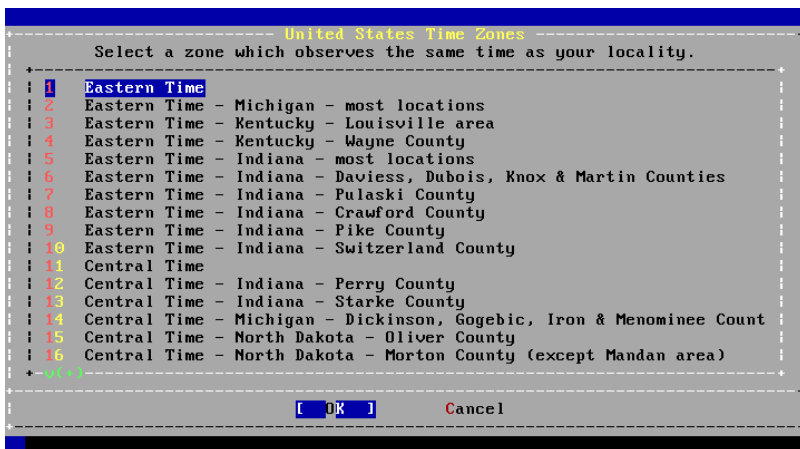 United States Time Zones
Select a zone which observes the same time as your locality.
1 Eastern Time
2 Eastern Time - Michigan - most locations
3 Eastern Time - Kentucky - Louisville area
4 Eastern Time - Kentucky - Wayne County
5 Eastern Time - Indiana - most locations
6 Eastern Time - Indiana - Daviess, Dubois, Knox & Martin Counties
7 Eastern Time - Indiana - Pulaski County
8 Eastern Time - Indiana - Crawford County
9 Eastern Time - Indiana - Pike County
10 Eastern Time - Indiana - Switzerland County
11 Central Time
12 Central Time - Indiana - Perry County
13 Central Time - Indiana - Starke County
14 Central Time - Michigan - Dickinson, Gogebic, Iron & Menominee Count
15 Central Time - North Dakota - Oliver County
16 Central Time - North Dakota - Morton County (except Mandan area)
v(+)
[ OK ] Cancel